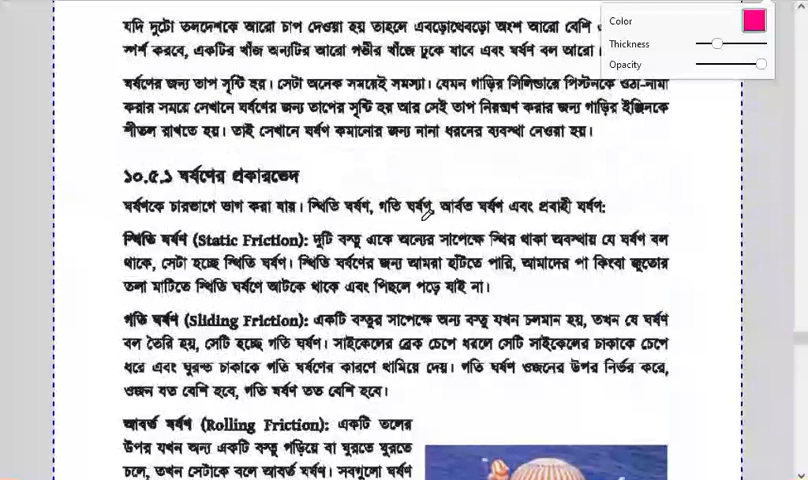 যদি দুটো তলদেশকে আরো চাপ দেওয়া হয় তাহলে এবড়োথেবড়ো অংশ আরো বেশি
Color
স্পর্শ করবে, একটির খাঁজ অন্যটির আরো গভীর খাঁজে ঢুকে যাবে এবং ঘর্ষণ বল আরো
Thickness
Opacity
ঘর্ষণের জন্য তাপ সৃষ্টি হয়। সেটা অনেক সময়েই সমস্যা। যেমন গাড়ির সিলিন্ডারে পিস্টনকে ওঠা-নামা
করার সময়ে সেখানে ঘর্ষণের জন্য তাপের সৃষ্টি হয় আর সেই তাপ নিয়ন্ত্রণ করার জন্য গাড়ির ইঞ্জিনকে
শীতল রাখতে হয়। তাই সেখানে ঘর্ষণ কমানোর জন্য নানা ধরনের ব্যবস্থা নেওয়া হয়।
১০.৫.১ ঘর্ষণের প্রকারভেদ
ঘর্ষণকে চারভাগে ভাগ করা যায়। স্থিতি ঘর্ষণ, গতি ঘর্ষণ, আবর্ত ঘর্ষণ এবং প্রবাহী ঘর্ষণ:
স্থিতি ঘর্ষণ (Static Friction): দুটি বস্তু একে অন্যের সাপেক্ষে স্থির থাকা অবস্থায় যে ঘর্ষণ বল
থাকে, সেটা হচ্ছে স্থিতি ঘর্ষণ। স্থিতি ঘর্ষণের জন্য আমরা হাঁটতে পারি, আমাদের পা কিংবা জুতোর
তলা মাটিতে স্থিতি ঘর্ষণে আটকে থাকে এবং পিছলে পড়ে যাই না।
গতি ঘর্ষণ (Sliding Friction): একটি বস্তুর সাপেক্ষে অন্য বস্তু যখন চলমান হয়, তখন যে ঘর্ষণ
বল তৈরি হয়, সেটি হচ্ছে গতি ঘর্ষণ। সাইকেলের ব্রেক চেপে ধরলে সেটি সাইকেলের চাকাকে চেপে
ধরে এবং ঘুরন্ত চাকাকে গতি ঘর্ষণের কারণে থামিয়ে দেয়। গতি ঘর্ষণ ওজনের উপর নির্ভর করে,
ওজন যত বেশি হবে, গতি ঘর্ষণ তত বেশি হবে।
আবর্ত ঘর্ষণ (Rolling Friction): একটি তলের
উপর যখন অন্য একটি বস্তু গড়িয়ে বা ঘুরতে ঘুরতে
চলে, তখন সেটাকে বলে আবর্ত ঘর্ষণ। সবগুলো ঘর্ষণ